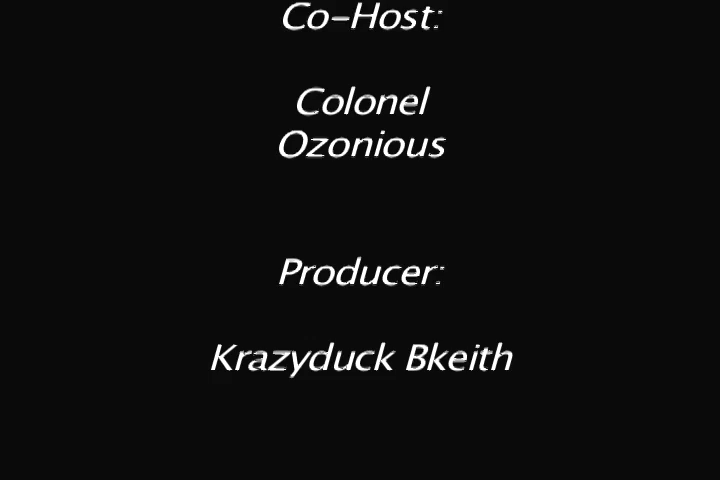 Co-Host:
Colonel
Ozonious
Producer:
Krazyduck Bkeith